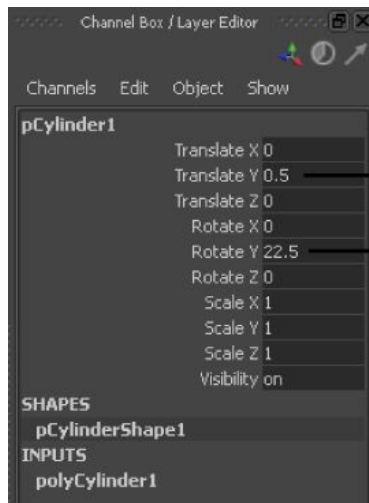 Channel Box / Layer Editor
Channels Edit Object Show
pCylinder1
Translate X 0
Translate Y 0.5
Translate Z 0
Rotate X 0
Rotate Y 22.5
Rotate Z 0
Scale X 1
Scale Y 1
Scale Z 1
Visibility on
SHAPES
pCylinderShape1
INPUTS
polyCylinder1